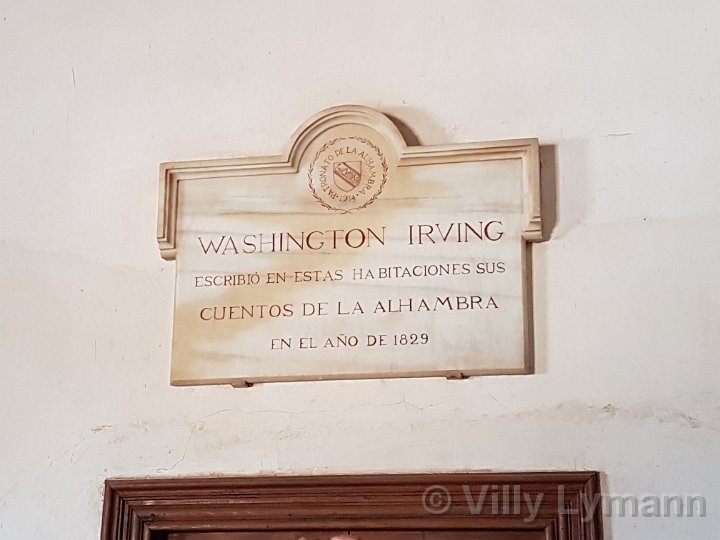 PATRONATO DE LA ALHAMBRA
1914
WASHINGTON IRVING
ESCRIBIÓ EN ESTAS HABITACIONES SUS
CUENTOS DE LA ALHAMBRA
EN EL AÑO DE 1829
© Villy Lymann